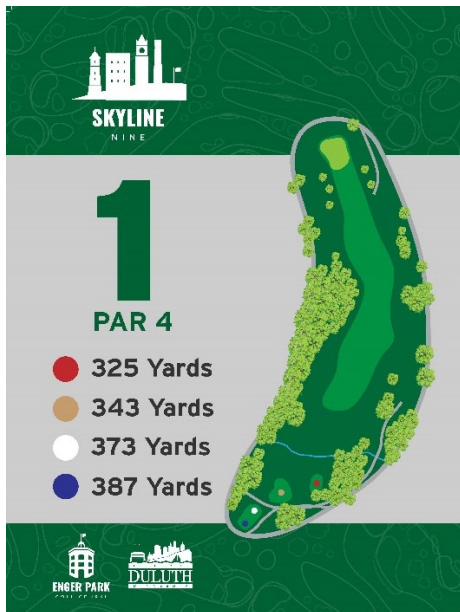 SKYLINE
NINE
1
PAR 4
325 Yards
343 Yards
373 Yards
387 Yards
ENGER PARK
DULUTH